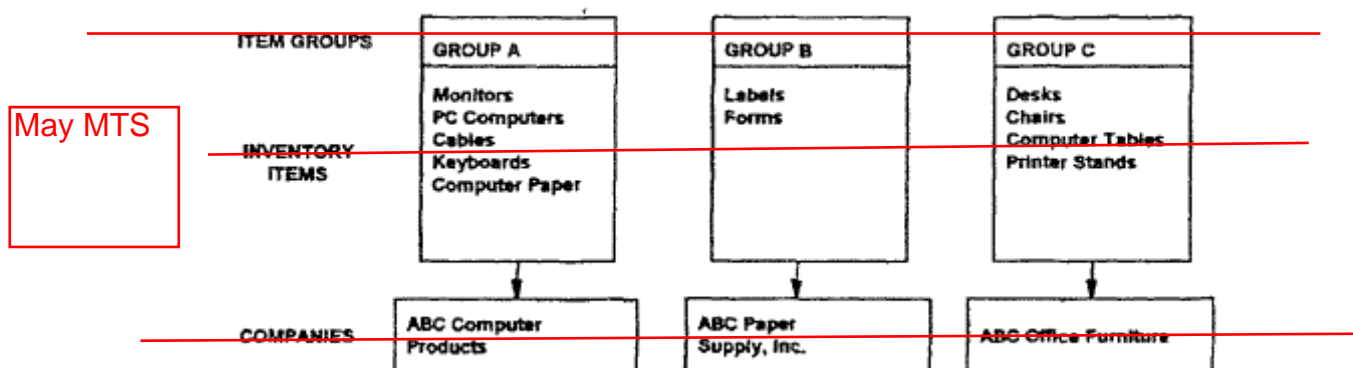 ITEM GROUPS
GROUP A
GROUP B
GROUP C
May MTS
INVENTORY
ITEMS
Monitors
PC Computers
Cables
Keyboards
Computer Paper
Labels
Forms
Desks
Chairs
Computer Tables
Printer Stands
COMPANIES
ABC Computer
Products
ABC Paper
Supply, Inc.
ABC Office Furniture